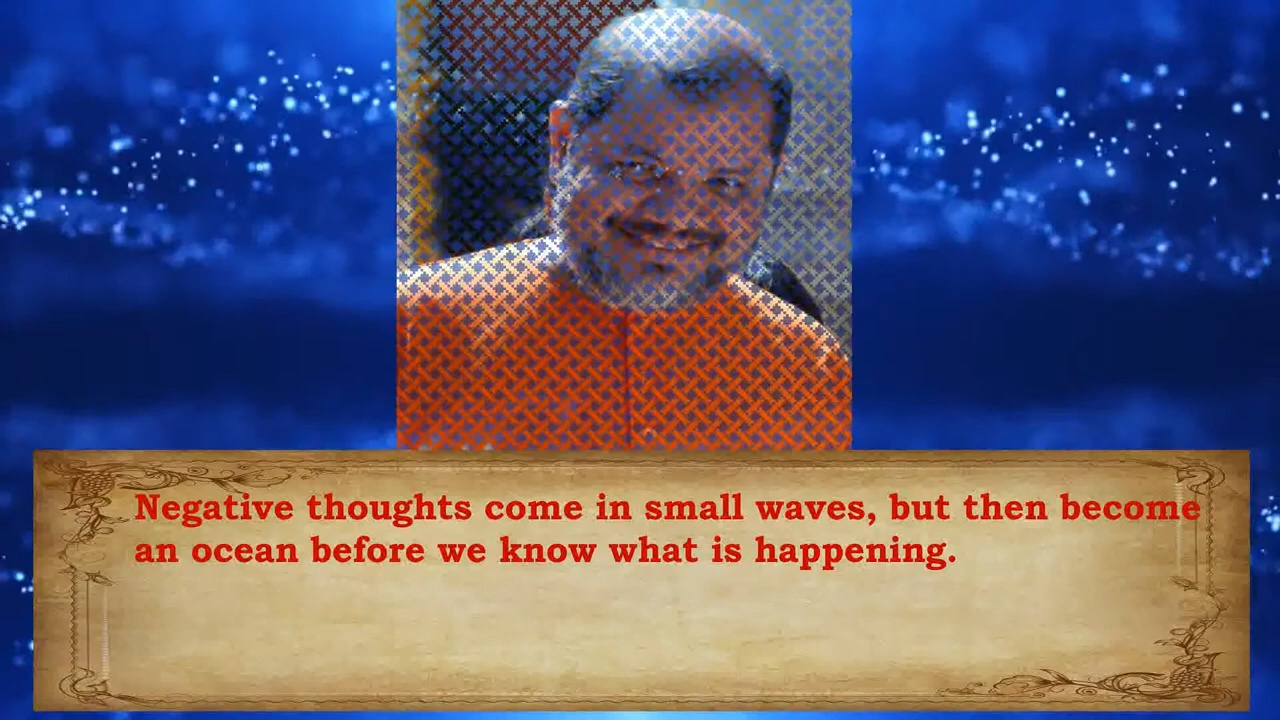 Negative thoughts come in small waves, but then become
an ocean before we know what is happening.